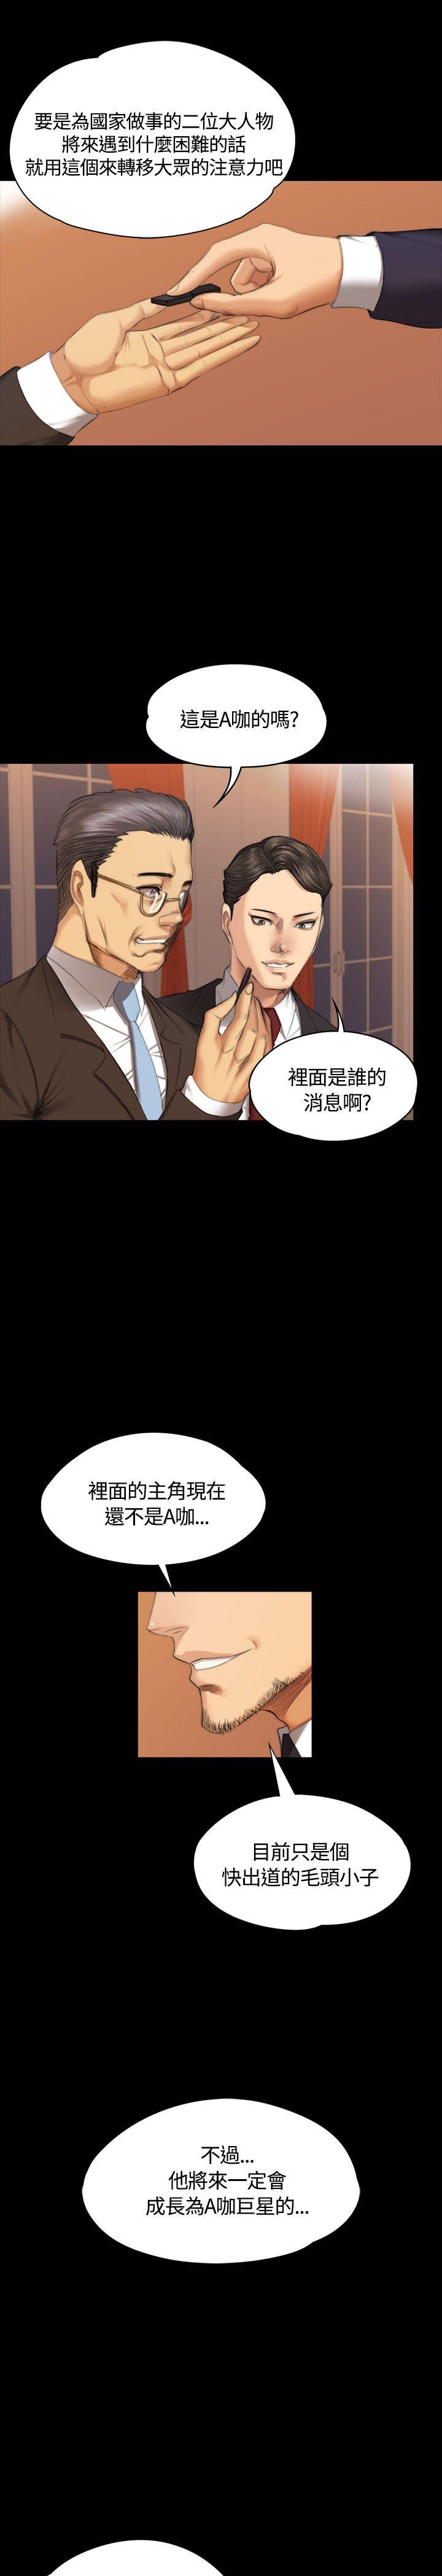 要是為國家做事的二位大人物
將來遇到什麼困難的話
就用這個來轉移大眾的注意力吧
這是A咖的嗎?
裡面是誰的
消息啊?
裡面的主角現在
還不是A咖...
目前只是個
快出道的毛頭小子
不過...
他將來一定會
成長為A咖巨星的...